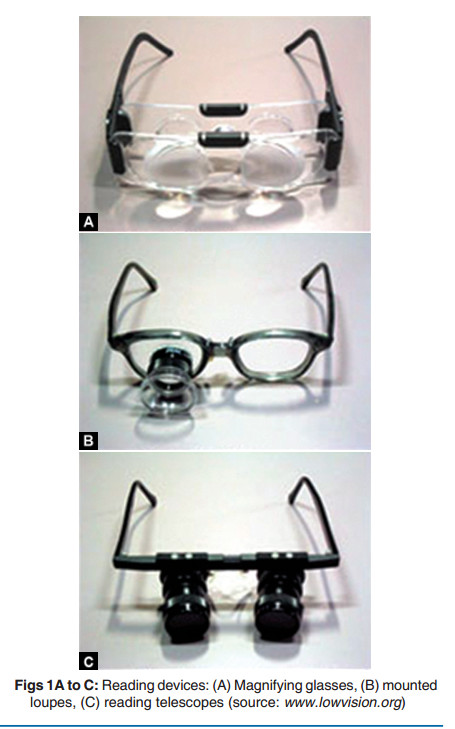 A
B
C
Figs 1A to C: Reading devices: (A) Magnifying glasses, (B) mounted
loupes, (C) reading telescopes (source: www.lowvision.org)